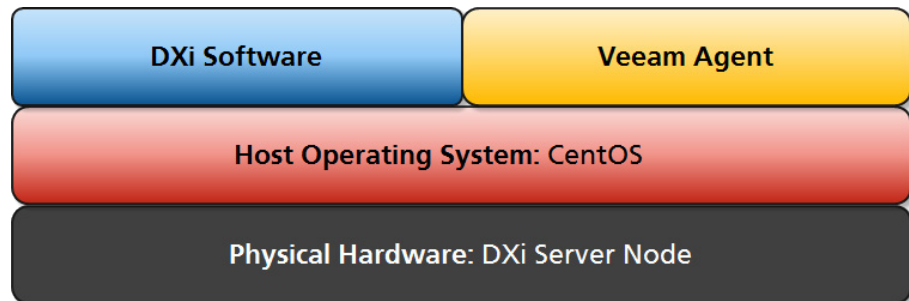 DXi Software
Veeam Agent
Host Operating System: CentOS
Physical Hardware: DXi Server Node